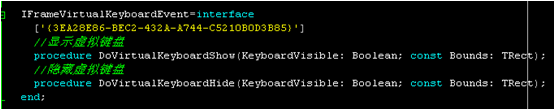 IFrameVirtualKeyboardEvent=interface
['{3EA28E86-BEC2-432A-A744-C5210B0D3B85}']
//显示虚拟键盘
procedure DoVirtualKeyboardShow(KeyboardVisible: Boolean; const Bounds: TRect);
//隐藏虚拟键盘
procedure DoVirtualKeyboardHide(KeyboardVisible: Boolean; const Bounds: TRect);
end;